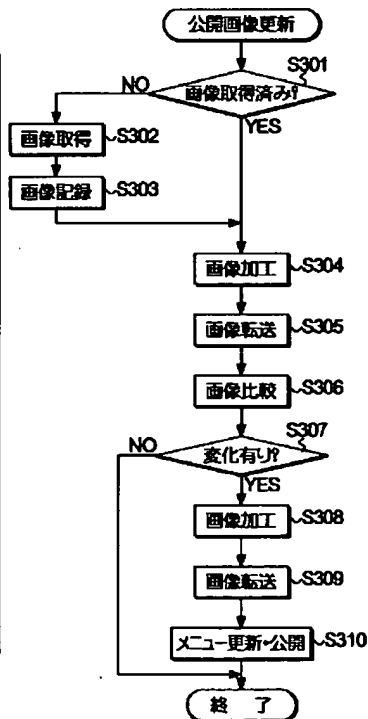 公開画像更新
S301
NO
画像取得済み?
YES
画像取得
S302
画像記録
S303
画像加工
S304
画像転送
S305
画像比較
S306
S307
NO
変化有り?
YES
画像加工
S308
画像転送
S309
メニュー更新・公開
S310
終 了